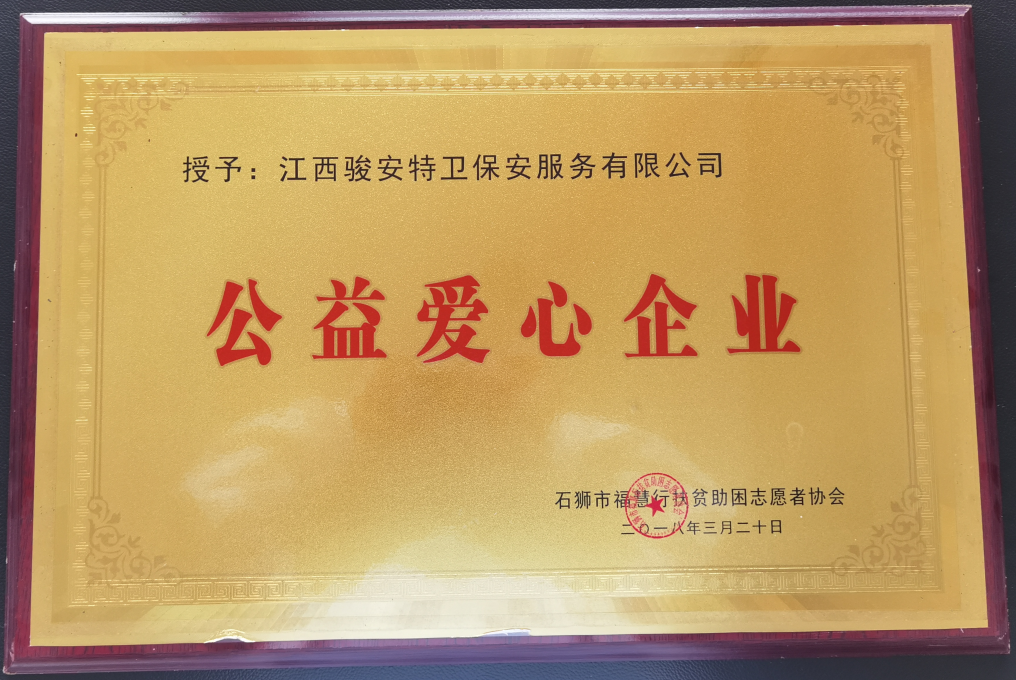 授予：江西骏安特卫保安服务有限公司
公益爱心企业
石狮市福慧行扶贫助困志愿者协会
二〇一八年三月二十日